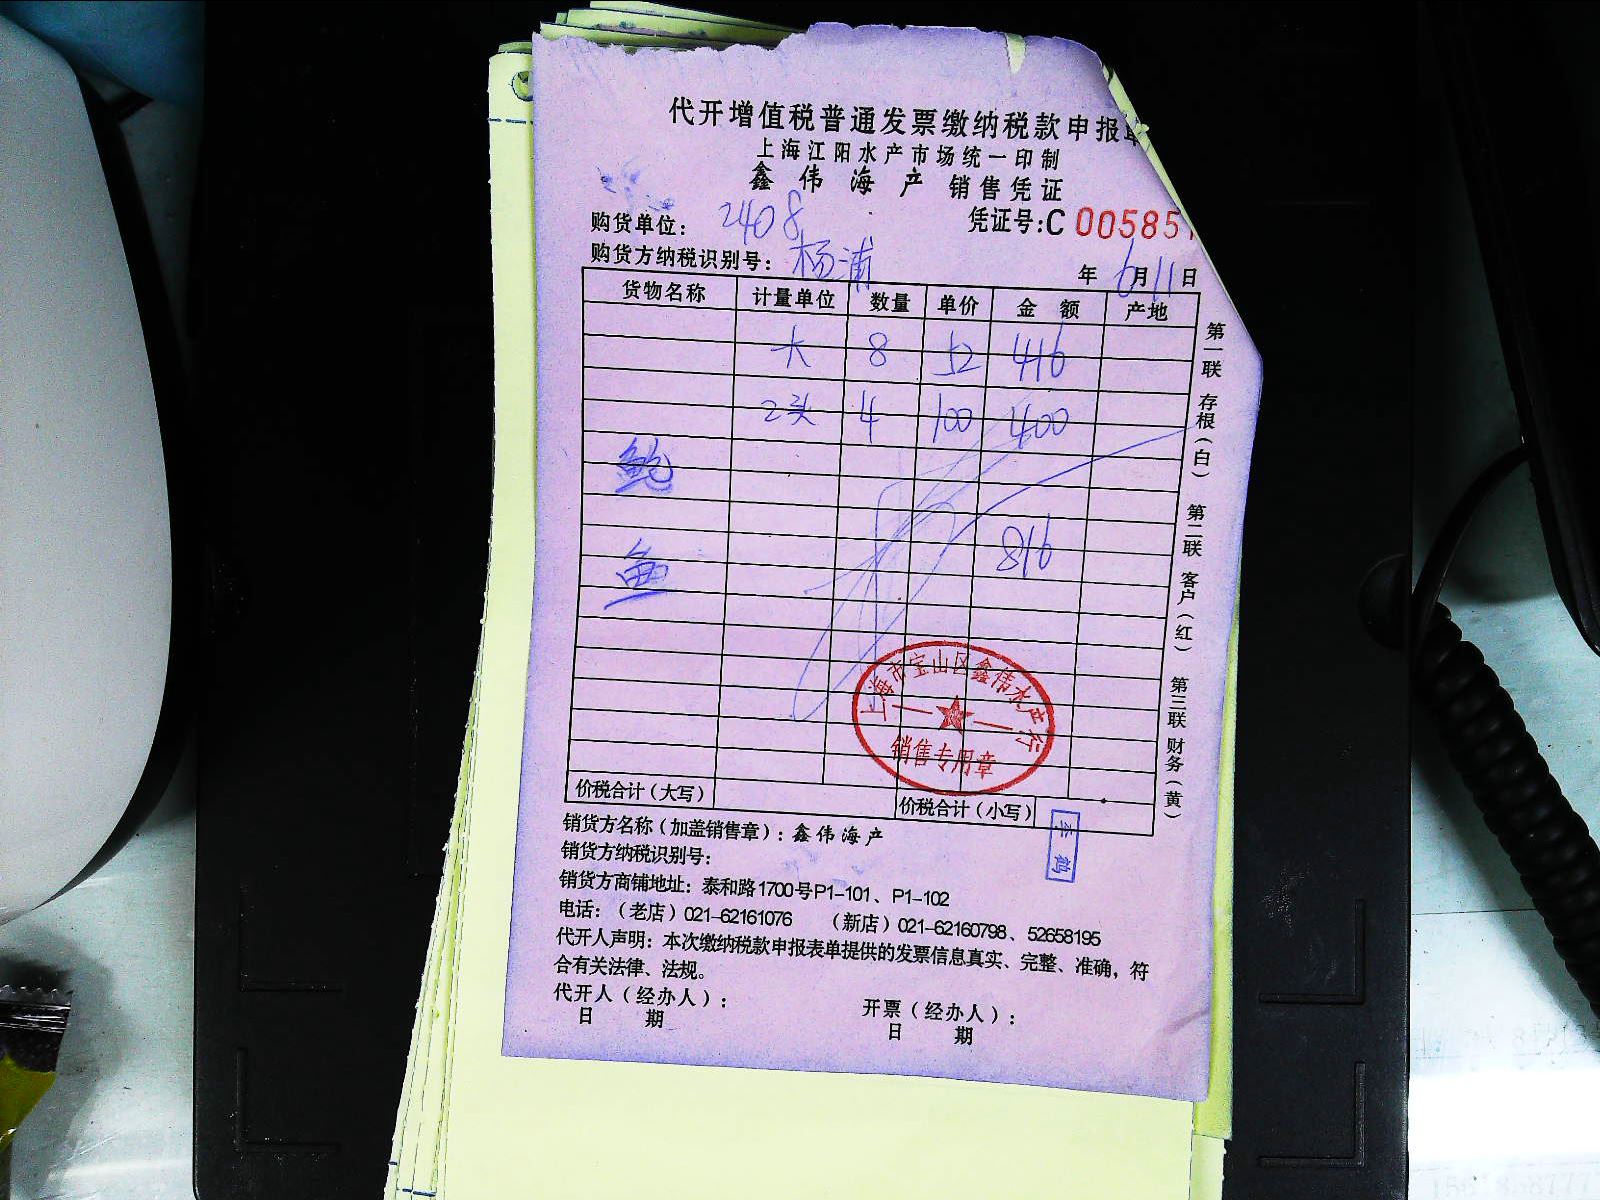 代开增值税普通发票缴纳税款申报
上海江阳水产市场统一印制
鑫伟海产 销售凭证
购货单位: 2408
凭证号:C 00585
购货方纳税识别号: 杨浦
年 6月11日
货物名称 计量单位 数量 单价 金额 产地
大 8 52 416
2头 4 100 400
鲍
鱼
816
上海市宝山区鑫伟水产行
销售专用章
价税合计(大写) 价税合计(小写)
第一联 存根(白) 第二联 客户(红) 第三联 财务(黄)
销货方名称(加盖销售章): 鑫伟海产
销货方纳税识别号:
销货方商铺地址: 泰和路1700号P1-101、P1-102
电话: (老店)021-62161076 (新店)021-62160798、52658195
代开人声明: 本次缴纳税款申报表单提供的发票信息真实、完整、准确, 符
合有关法律、法规。
代开人(经办人): 开票(经办人):
日 期 日 期